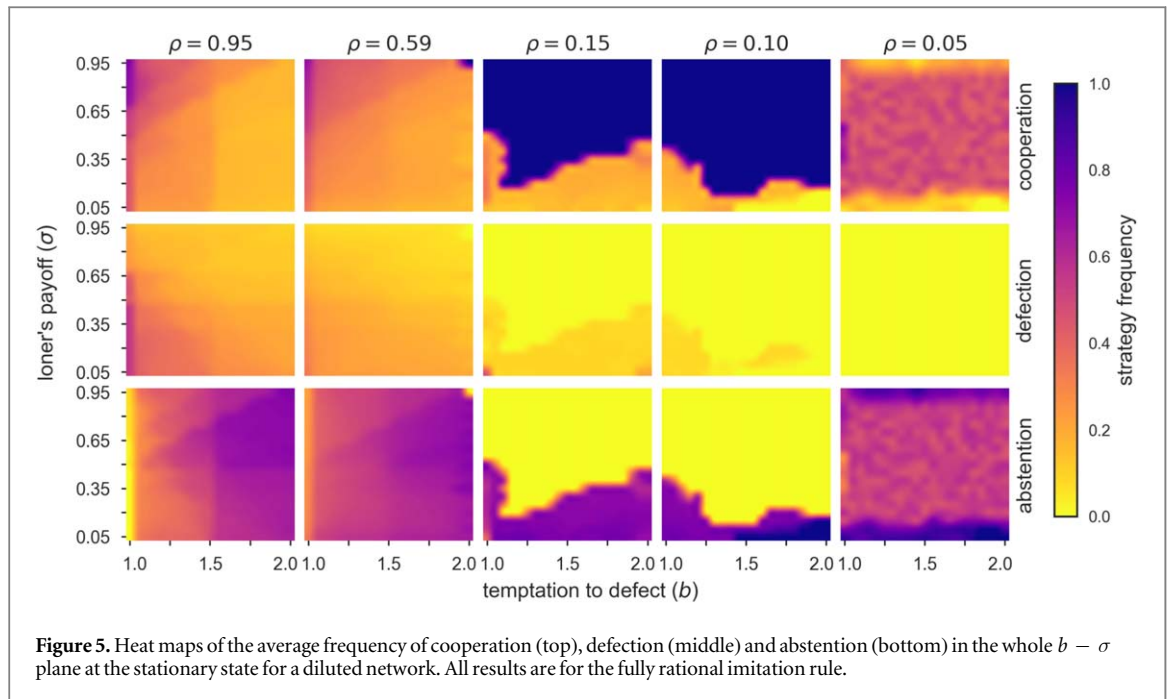 ρ = 0.95 ρ = 0.59 ρ = 0.15 ρ = 0.10 ρ = 0.05
0.95
0.65
0.35
0.05
cooperation
0.95
0.65
0.35
0.05
defection
0.95
0.65
0.35
0.05
abstention
loner's payoff (σ)
1.0 1.5 2.0 1.0 1.5 2.0 1.0 1.5 2.0 1.0 1.5 2.0 1.0 1.5 2.0
temptation to defect (b)
1.0
0.8
0.6
0.4
0.2
0.0
strategy frequency
Figure 5. Heat maps of the average frequency of cooperation (top), defection (middle) and abstention (bottom) in the whole b − σ
plane at the stationary state for a diluted network. All results are for the fully rational imitation rule.